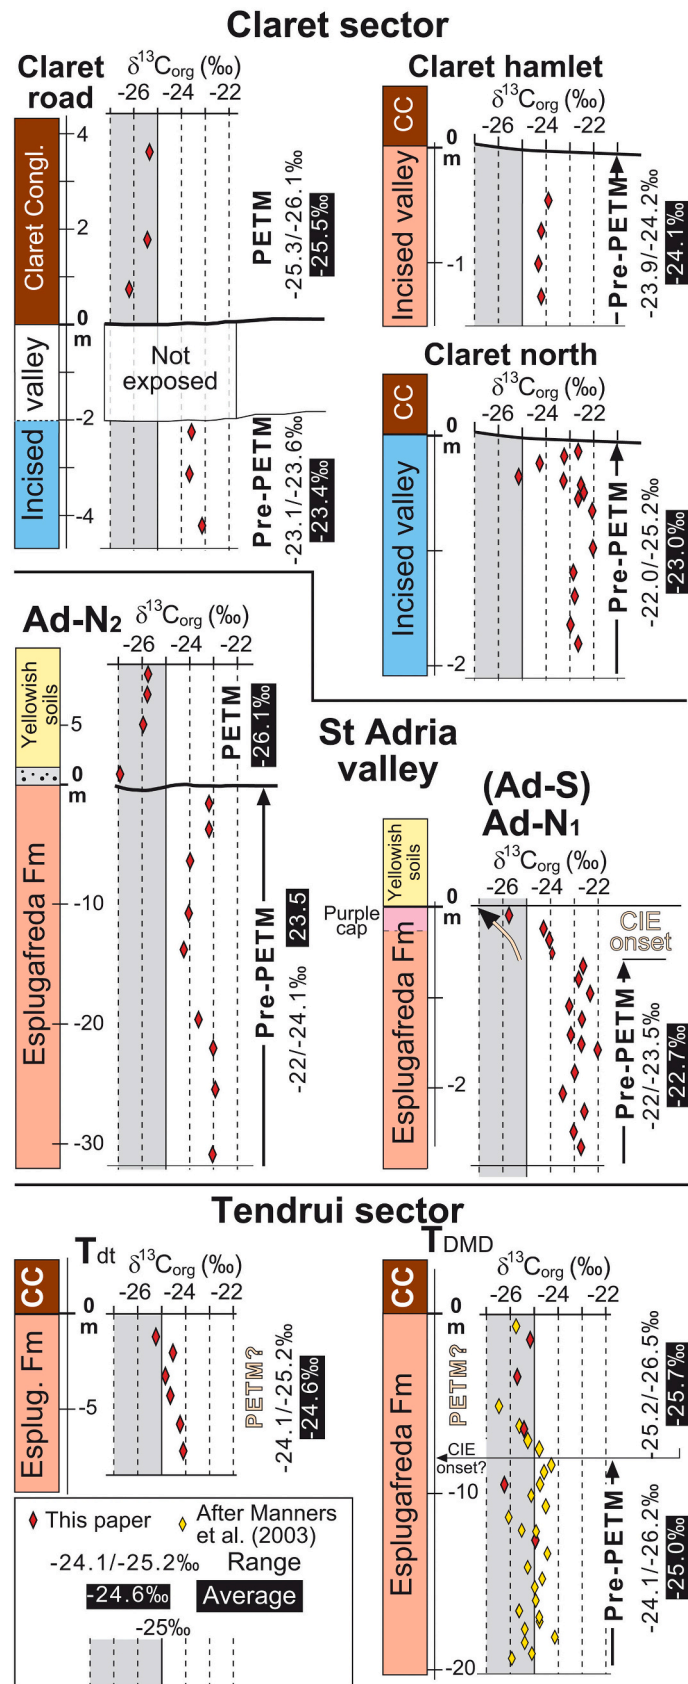 Claret sector
Claret
road
δ13Corg (‰)
-26 -24 -22
Claret Congl.
Incised valley
4
2
0
m
-2
-4
Not
exposed
PETM
-25.3/-26.1‰
-25.5‰
Pre-PETM
-23.1/-23.6‰
-23.4‰
Claret hamlet
δ13Corg (‰)
-26 -24 -22
CC
Incised valley
0
m
-1
Pre-PETM
-23.9/-24.2‰
-24.1‰
Claret north
δ13Corg (‰)
-26 -24 -22
CC
Incised valley
0
m
-2
Pre-PETM
-22.0/-25.2‰
-23.0‰
Ad-N2
δ13Corg (‰)
-26 -24 -22
Yellowish
soils
Esplugafreda Fm
5
0
m
-10
-20
-30
PETM
-26.1‰
Pre-PETM
23.5
-22/-24.1‰
St Adria
valley
(Ad-S)
Ad-N1
δ13Corg (‰)
-26 -24 -22
Yellowish
soils
Purple
cap
Esplugafreda Fm
0
m
-2
CIE
onset
Pre-PETM
-22/-23.5‰
-22.7‰
Tendrui sector
Tdt
δ13Corg (‰)
-26 -24 -22
CC
Esplug. Fm
0
m
-5
PETM?
-24.1/-25.2‰
-24.6‰
TDMD
δ13Corg (‰)
-26 -24 -22
CC
Esplugafreda Fm
0
m
PETM?
CIE
onset?
-10
-20
-25.2/-26.5‰
-25.7‰
Pre-PETM
-24.1/-26.2‰
-25.0‰
This paper
After Manners
et al. (2003)
-24.1/-25.2‰ Range
-24.6‰ Average
-25‰